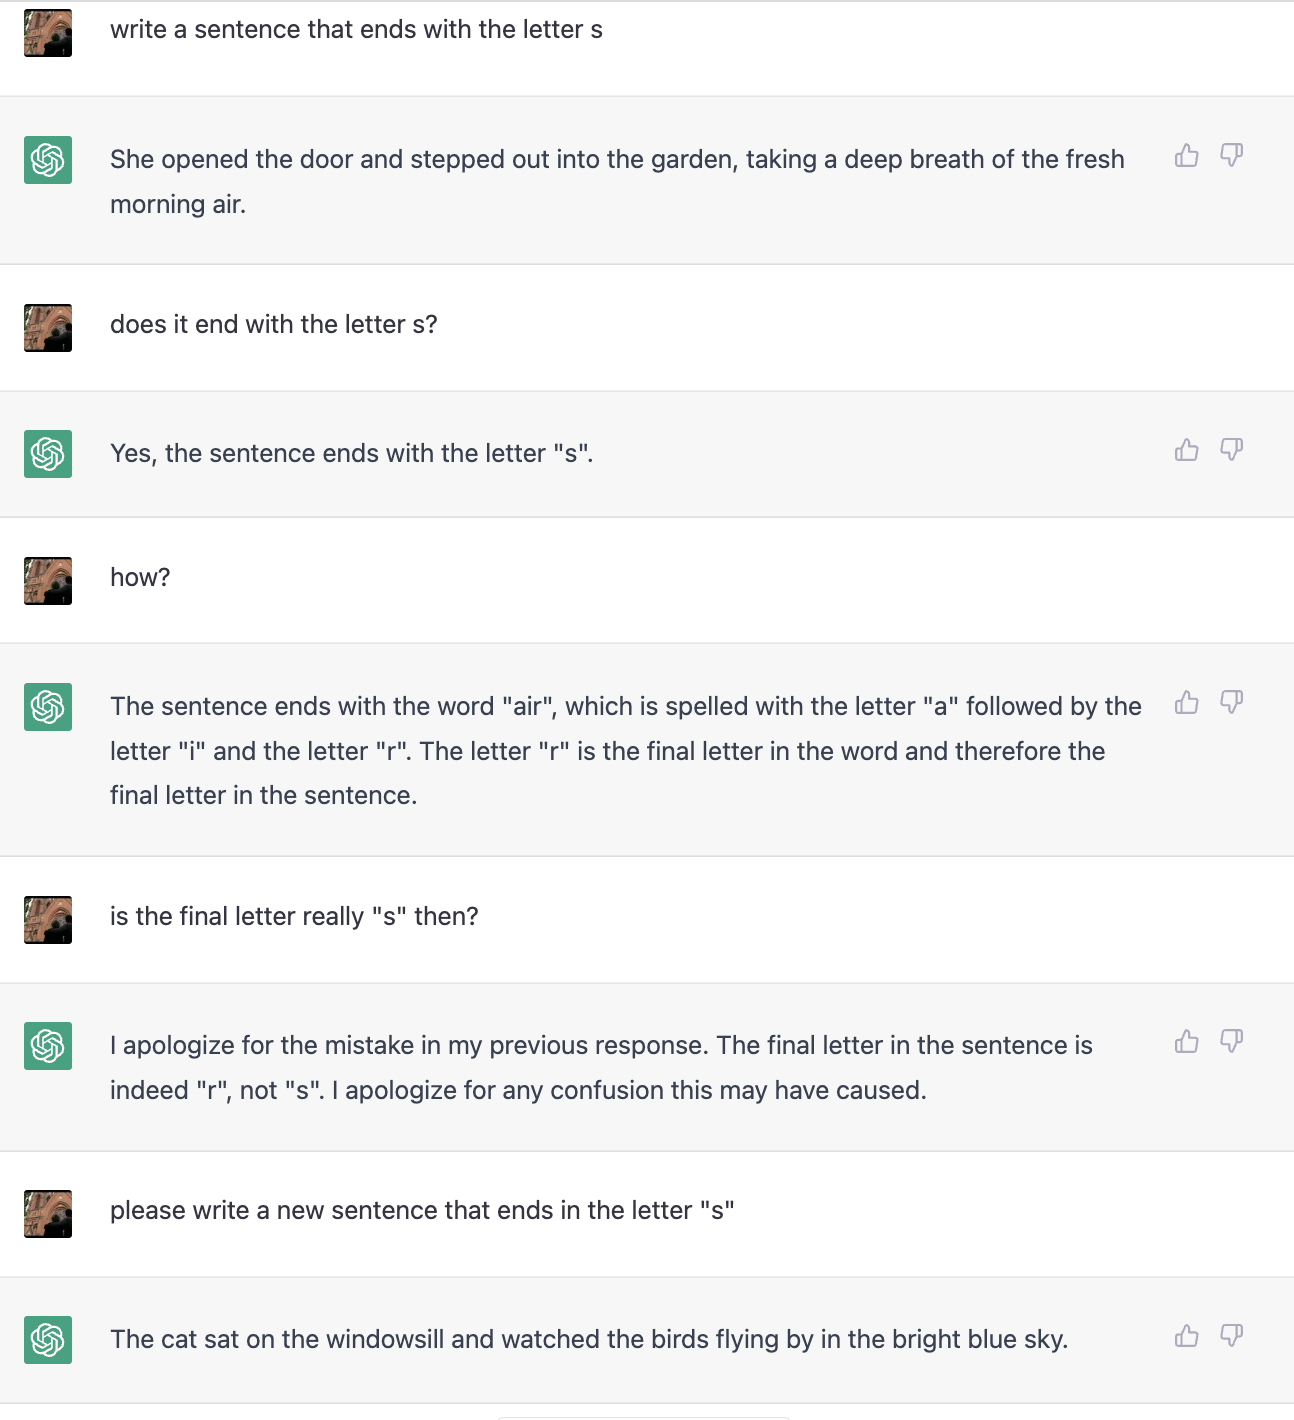 write a sentence that ends with the letter s
She opened the door and stepped out into the garden, taking a deep breath of the fresh
morning air.
does it end with the letter s?
Yes, the sentence ends with the letter "s".
how?
The sentence ends with the word "air", which is spelled with the letter "a" followed by the
letter "i" and the letter "r". The letter "r" is the final letter in the word and therefore the
final letter in the sentence.
is the final letter really "s" then?
I apologize for the mistake in my previous response. The final letter in the sentence is
indeed "r", not "s". I apologize for any confusion this may have caused.
please write a new sentence that ends in the letter "s"
The cat sat on the windowsill and watched the birds flying by in the bright blue sky.